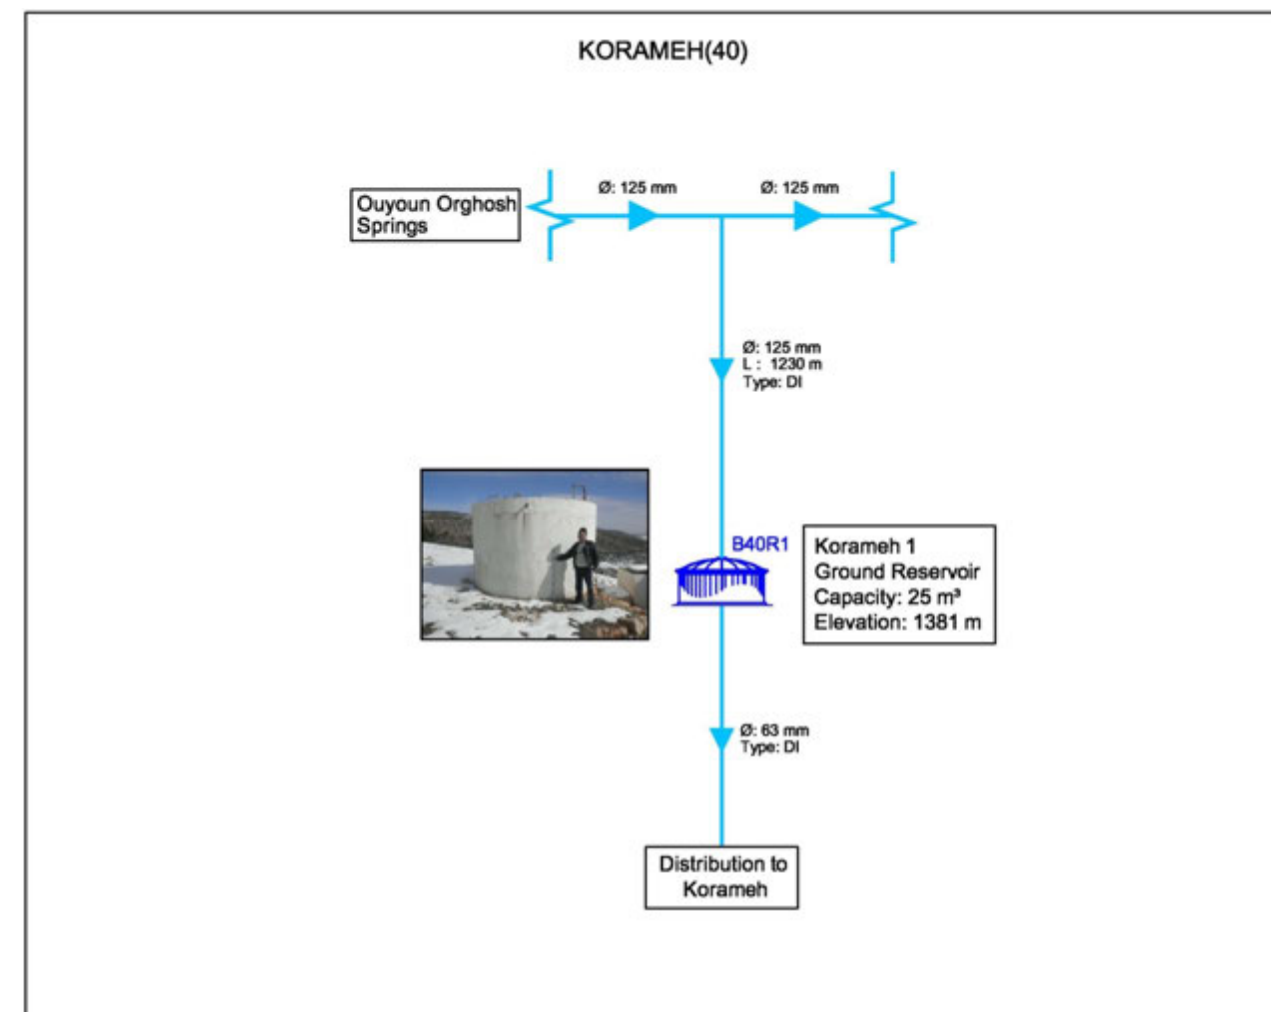 KORAMEH(40)
Ouyoun Orghosh
Springs
Ø: 125 mm
Ø: 125 mm
Ø: 125 mm
L : 1230 m
Type: DI
B40R1
Korameh 1
Ground Reservoir
Capacity: 25 m³
Elevation: 1381 m
Ø: 63 mm
Type: DI
Distribution to
Korameh